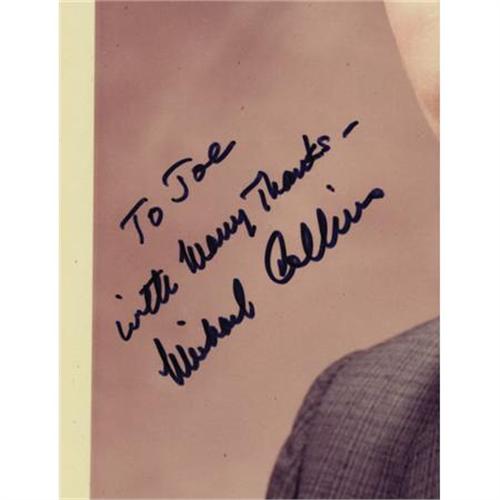 To Joe
with Many Thanks -
Michael Collins